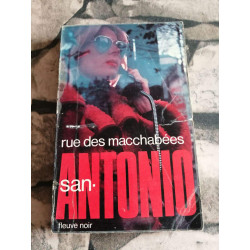 rue des macchabées
san-
ANTONIO
fleuve noir